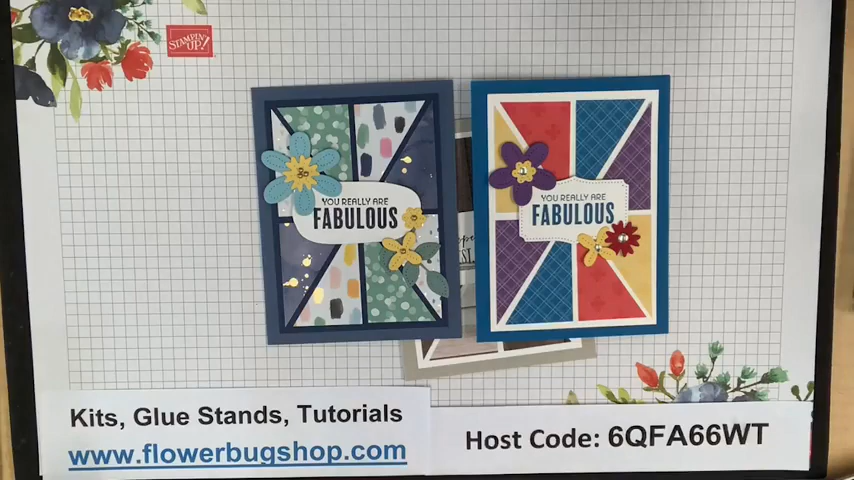 STAMPIN' UP!
YOU REALLY ARE
FABULOUS
YOU REALLY ARE
FABULOUS
Kits, Glue Stands, Tutorials
www.flowerbugshop.com
Host Code: 6QFA66WT